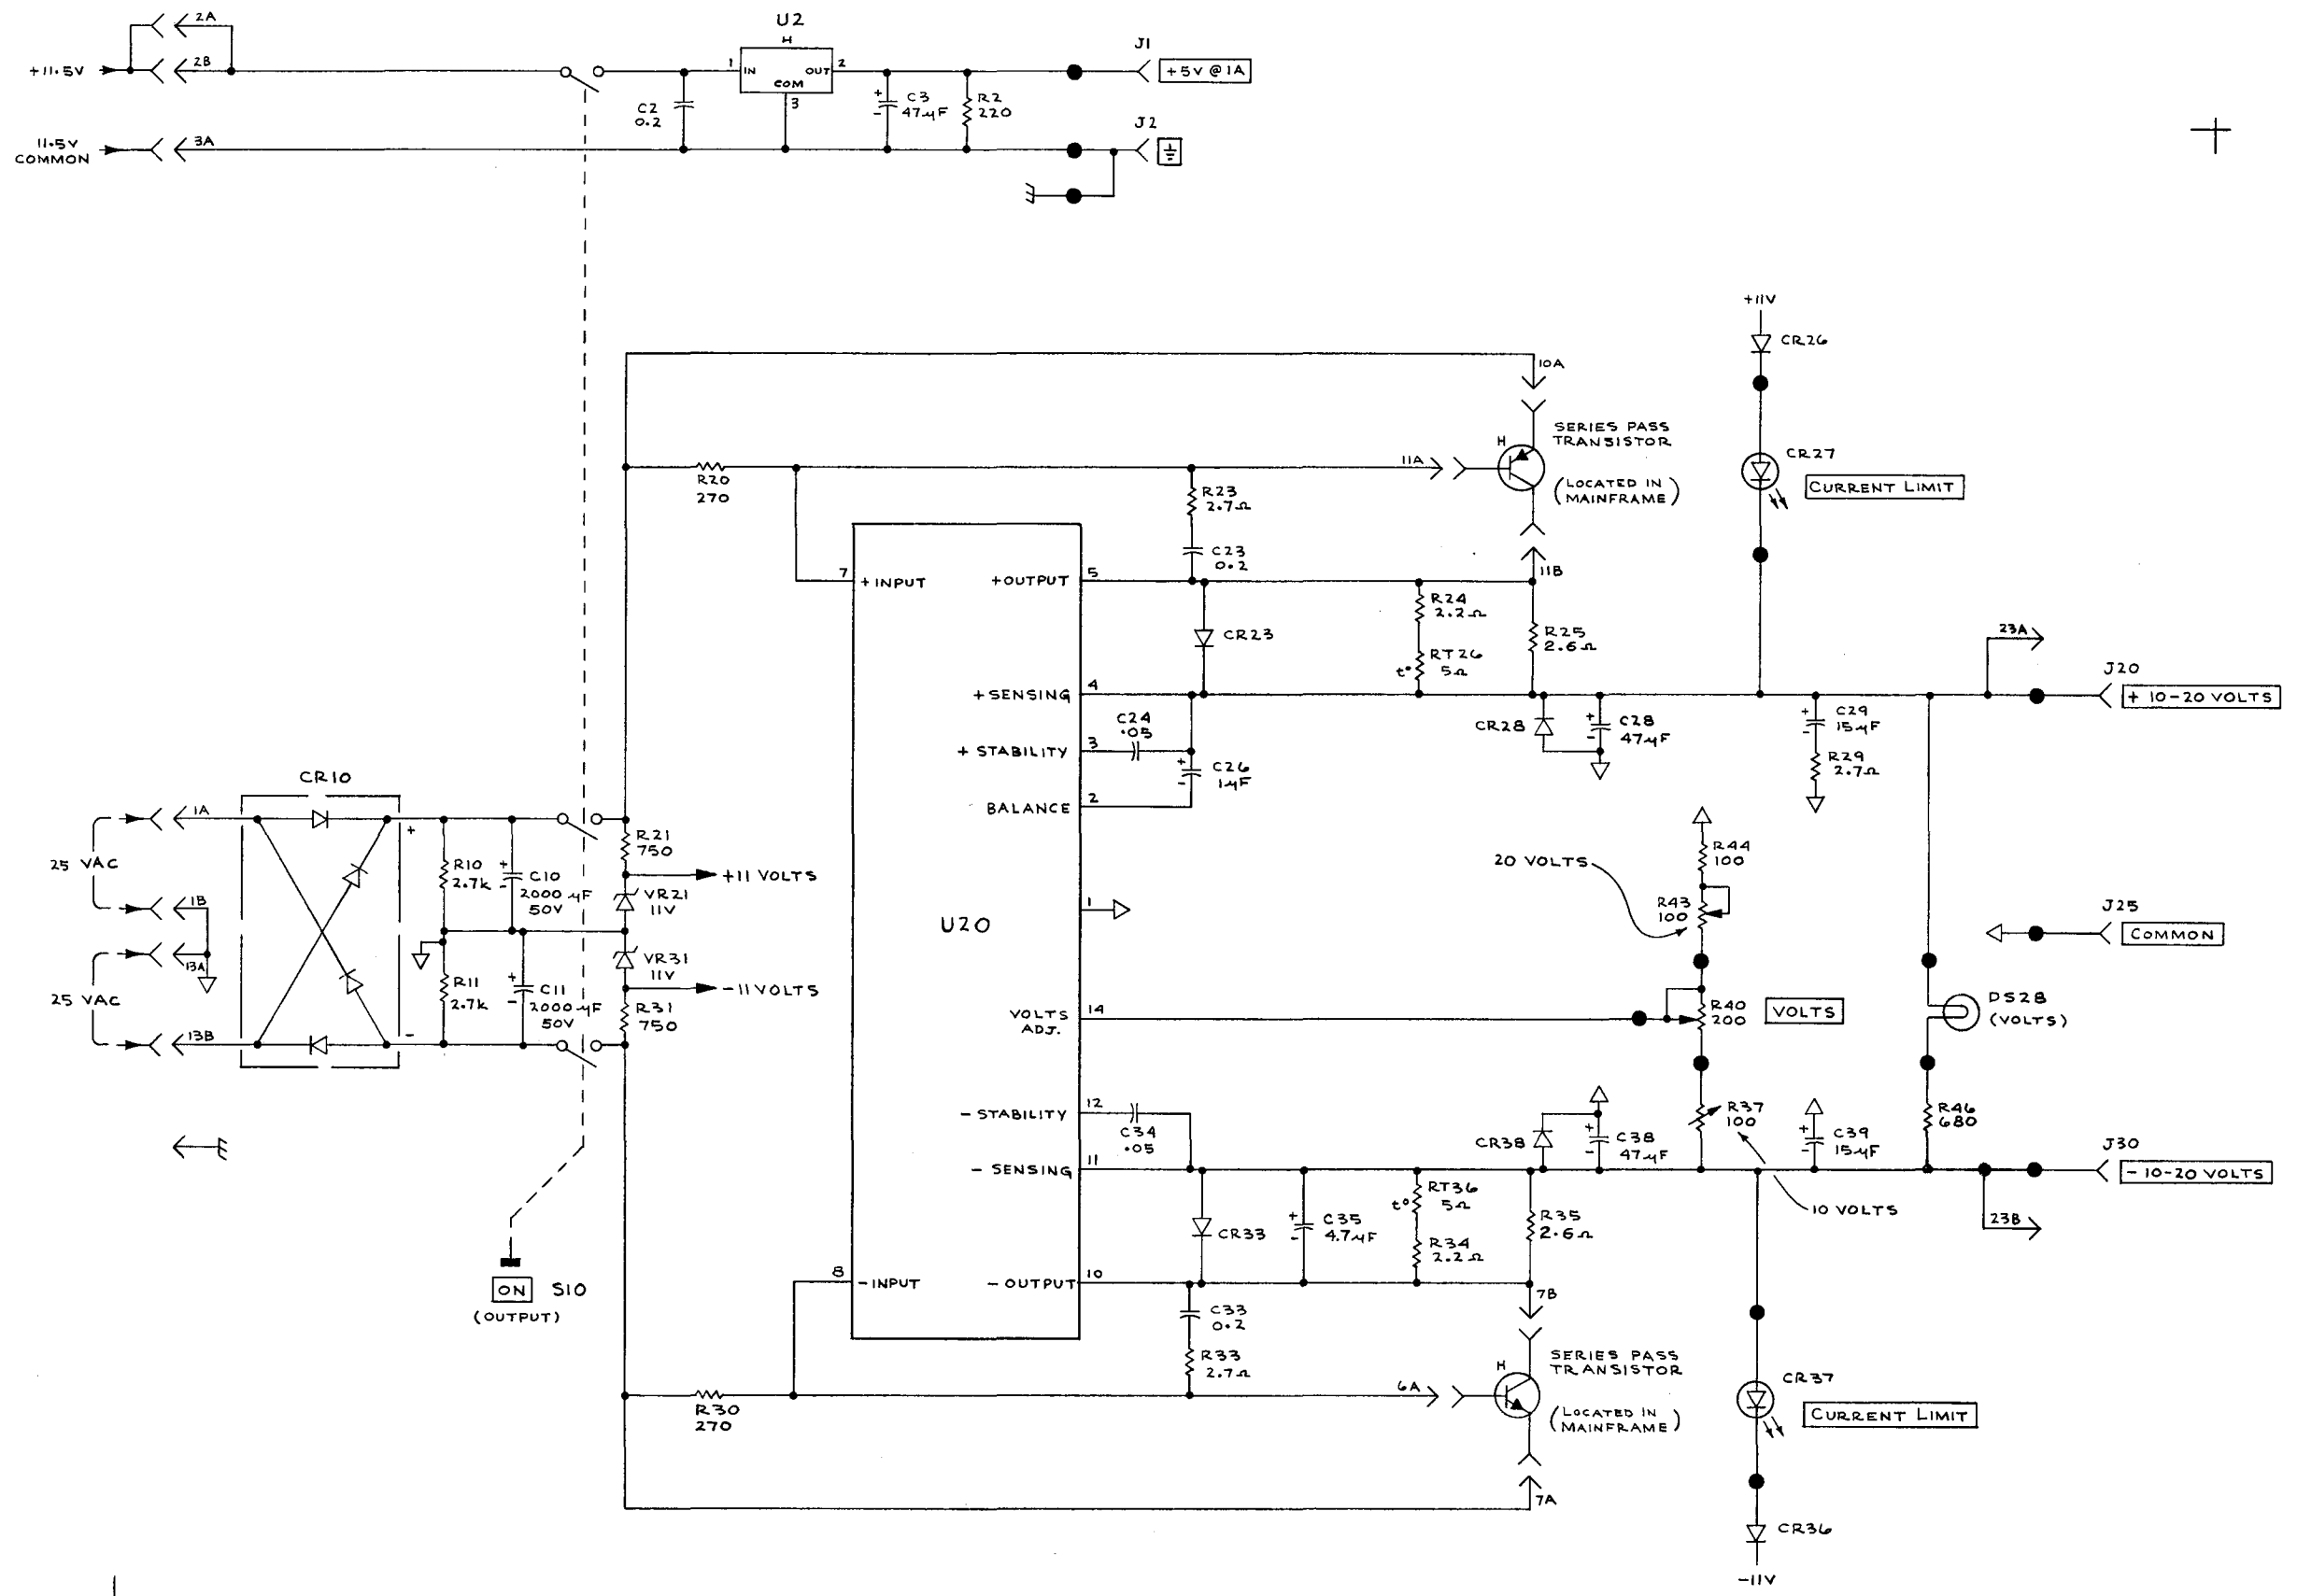 2A
+11.5V
2B
11.5V
COMMON
3A
U2
H
1
IN
OUT
2
COM
3
C2
0.2
+
-
C3
47µF
R2
220
J1
+5V @ 1A
J2
+11V
CR26
CR27
CURRENT LIMIT
10A
SERIES PASS
TRANSISTOR
H
(LOCATED IN
MAINFRAME)
11A
11B
R20
270
R23
2.7Ω
C23
0.2
7
+ INPUT
+OUTPUT
5
CR23
R24
2.2Ω
RT26
t°
5Ω
R25
2.6Ω
+ SENSING
4
C24
.05
+ STABILITY
3
+
-
C26
1µF
BALANCE
2
CR28
+
-
C28
47µF
+
-
C29
15µF
R29
2.7Ω
23A
J20
+ 10-20 VOLTS
CR10
1A
25 VAC
1B
13A
25 VAC
13B
+
-
R10
2.7k
+
-
C10
2000µF
50V
R11
2.7k
+
-
C11
2000µF
50V
R21
750
+11 VOLTS
VR21
11V
VR31
11V
-11 VOLTS
R31
750
U20
1
VOLTS
ADJ.
14
20 VOLTS
R44
100
R43
100
R40
200
VOLTS
J25
COMMON
DS28
(VOLTS)
R46
680
- STABILITY
12
C34
.05
- SENSING
11
CR38
+
-
C38
47µF
R37
100
+
-
C39
15µF
10 VOLTS
J30
- 10-20 VOLTS
23B
CR33
+
-
C35
4.7µF
RT36
t°
5Ω
R34
2.2Ω
R35
2.6Ω
8
- INPUT
- OUTPUT
10
7B
C33
0.2
R33
2.7Ω
R30
270
6A
H
SERIES PASS
TRANSISTOR
(LOCATED IN
MAINFRAME)
7A
CR37
CURRENT LIMIT
CR36
-11V
ON
S10
(OUTPUT)